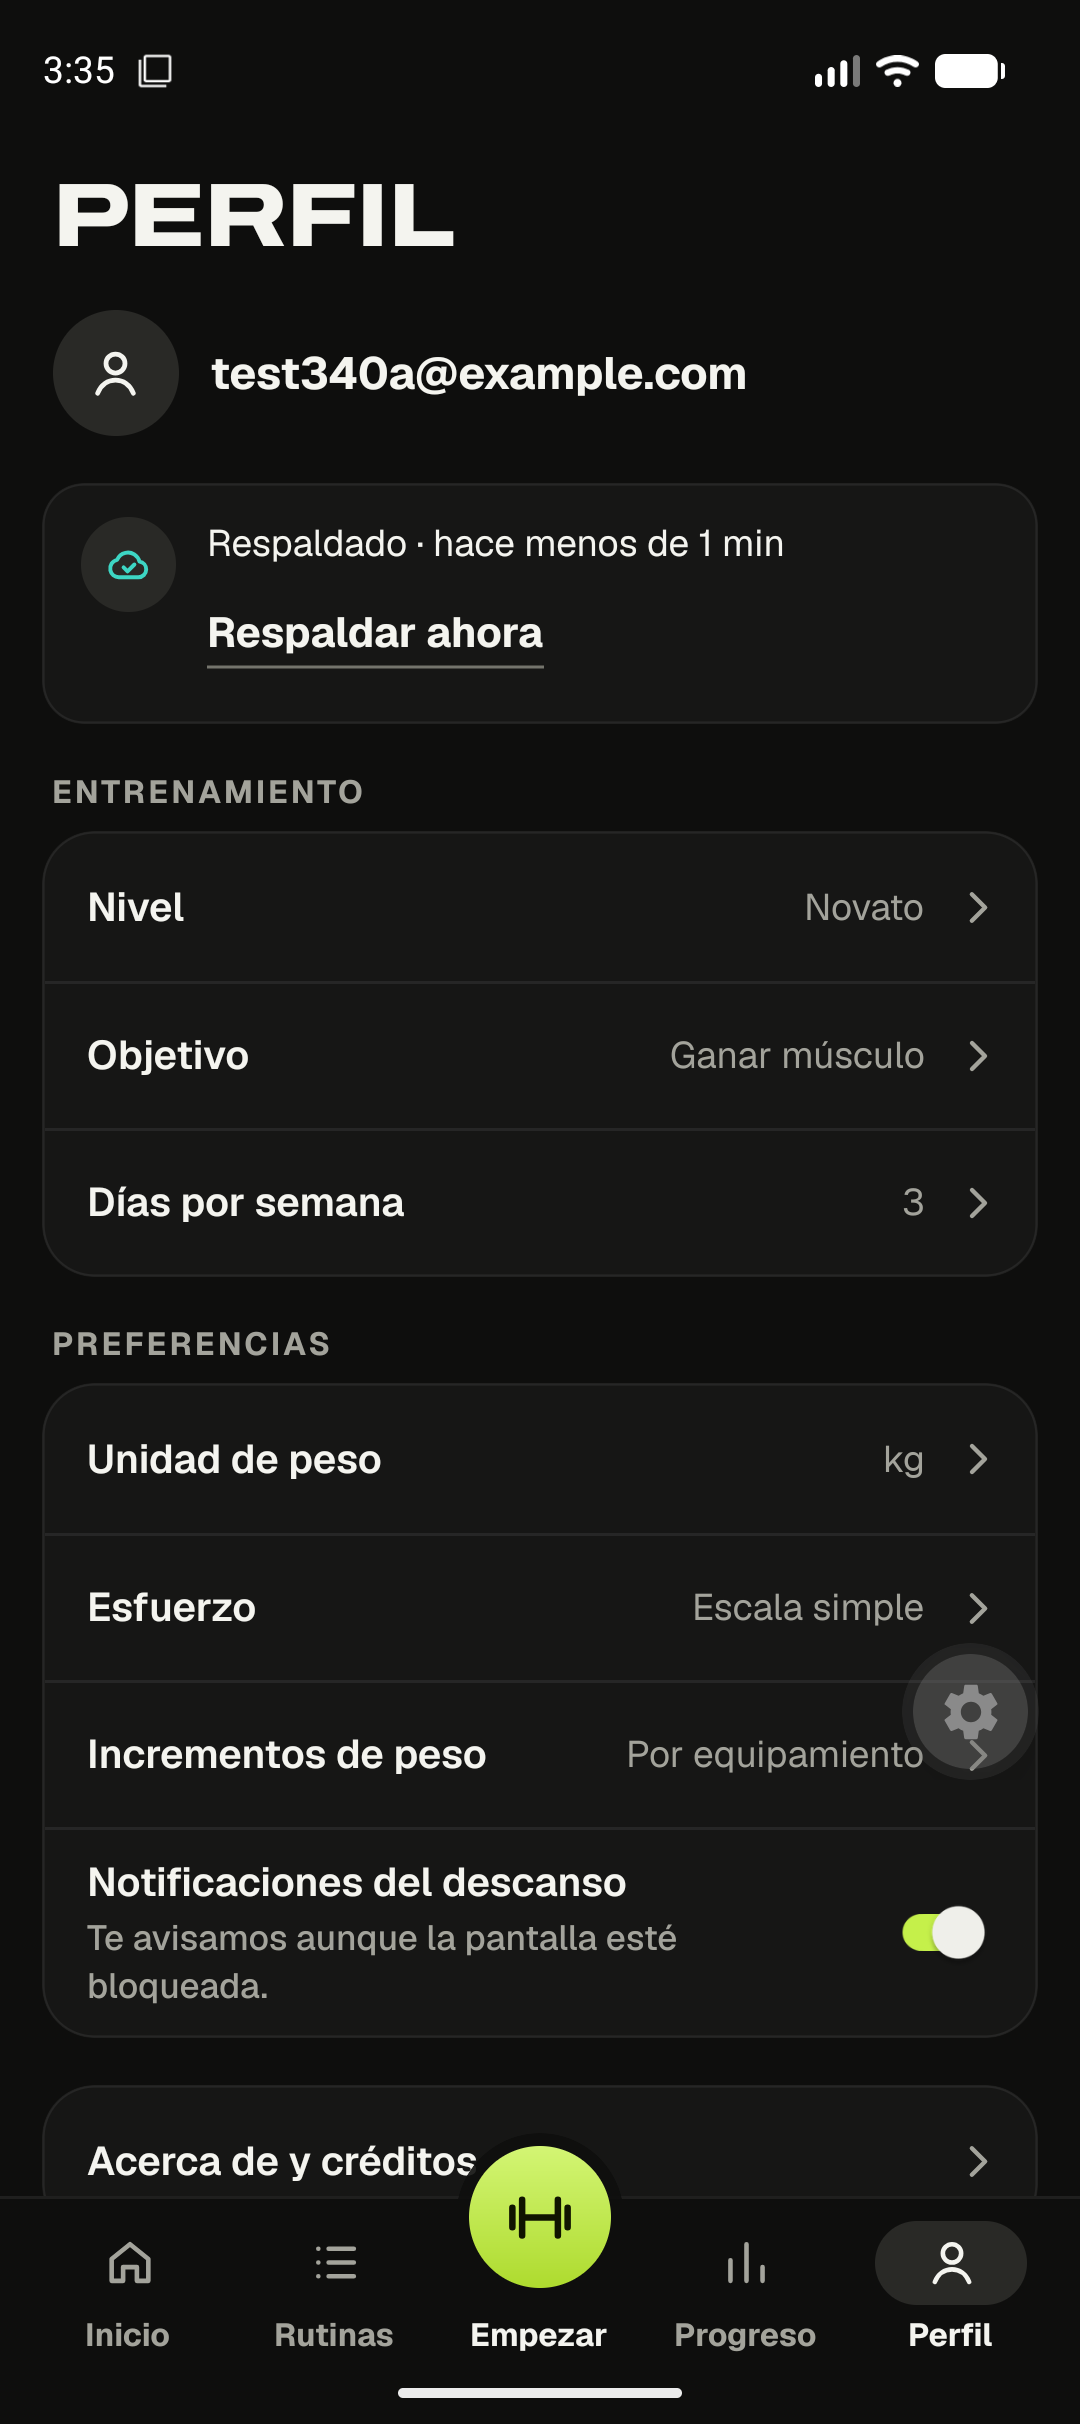 3:35
PERFIL
test340a@example.com
Respaldado · hace menos de 1 min
Respaldar ahora
ENTRENAMIENTO
Nivel Novato
Objetivo Ganar músculo
Días por semana 3
PREFERENCIAS
Unidad de peso kg
Esfuerzo Escala simple
Incrementos de peso Por equipamiento
Notificaciones del descanso
Te avisamos aunque la pantalla esté
bloqueada.
Acerca de y créditos
Inicio Rutinas Empezar Progreso Perfil